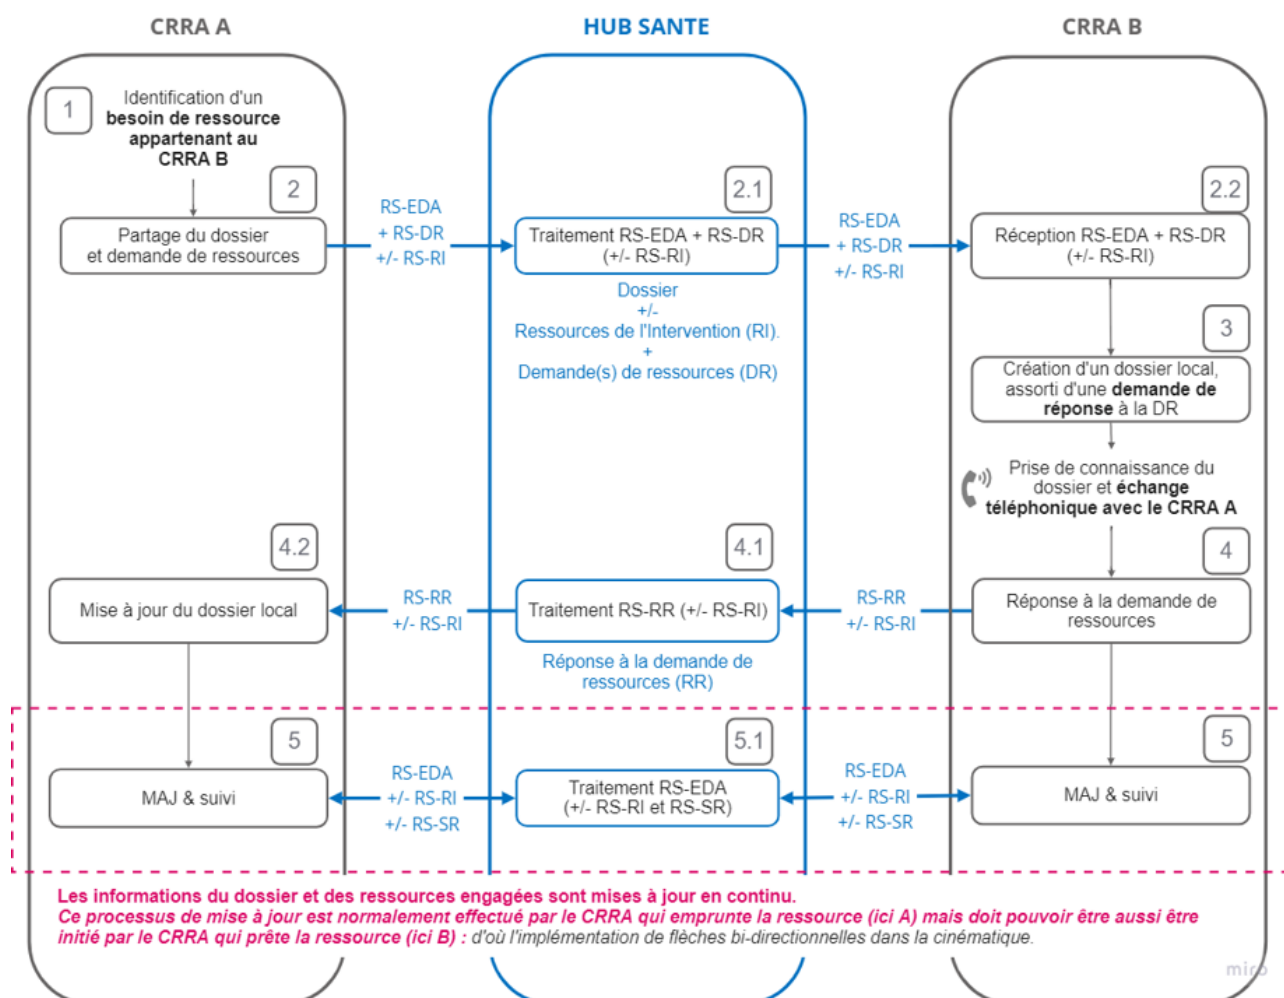 CRRA A
HUB SANTE
CRRA B
1
Identification d'un
besoin de ressource
appartenant au
CRRA B
2
Partage du dossier
et demande de ressources
RS-EDA
+ RS-DR
+/- RS-RI
2.1
Traitement RS-EDA + RS-DR
(+/- RS-RI)
Dossier
+/-
Ressources de l'Intervention (RI).
+
Demande(s) de ressources (DR)
RS-EDA
+ RS-DR
+/- RS-RI
2.2
Réception RS-EDA + RS-DR
(+/- RS-RI)
3
Création d'un dossier local,
assorti d'une demande de
réponse à la DR
Prise de connaissance du
dossier et échange
téléphonique avec le CRRA A
4
Réponse à la demande de
ressources
RS-RR
+/- RS-RI
4.1
Traitement RS-RR (+/- RS-RI)
Réponse à la demande de
ressources (RR)
RS-RR
+/- RS-RI
4.2
Mise à jour du dossier local
5
MAJ & suivi
RS-EDA
+/- RS-RI
+/- RS-SR
5.1
Traitement RS-EDA
(+/- RS-RI et RS-SR)
RS-EDA
+/- RS-RI
+/- RS-SR
5
MAJ & suivi
Les informations du dossier et des ressources engagées sont mises à jour en continu.
Ce processus de mise à jour est normalement effectué par le CRRA qui emprunte la ressource (ici A) mais doit pouvoir être aussi être
initié par le CRRA qui prête la ressource (ici B) : d'où l'implémentation de flèches bi-directionnelles dans la cinématique.
miro